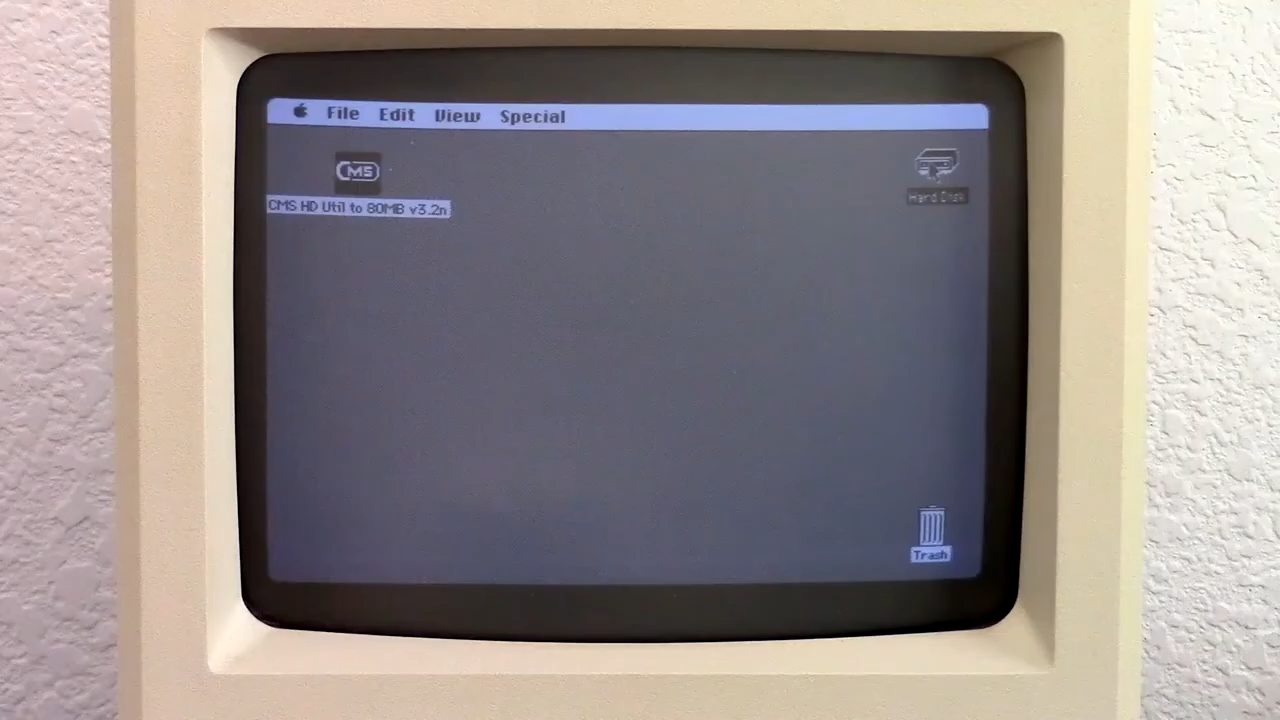 File Edit View Special
CMS
CMS HD Util to 80MB v3.2n
Hard Disk
Trash